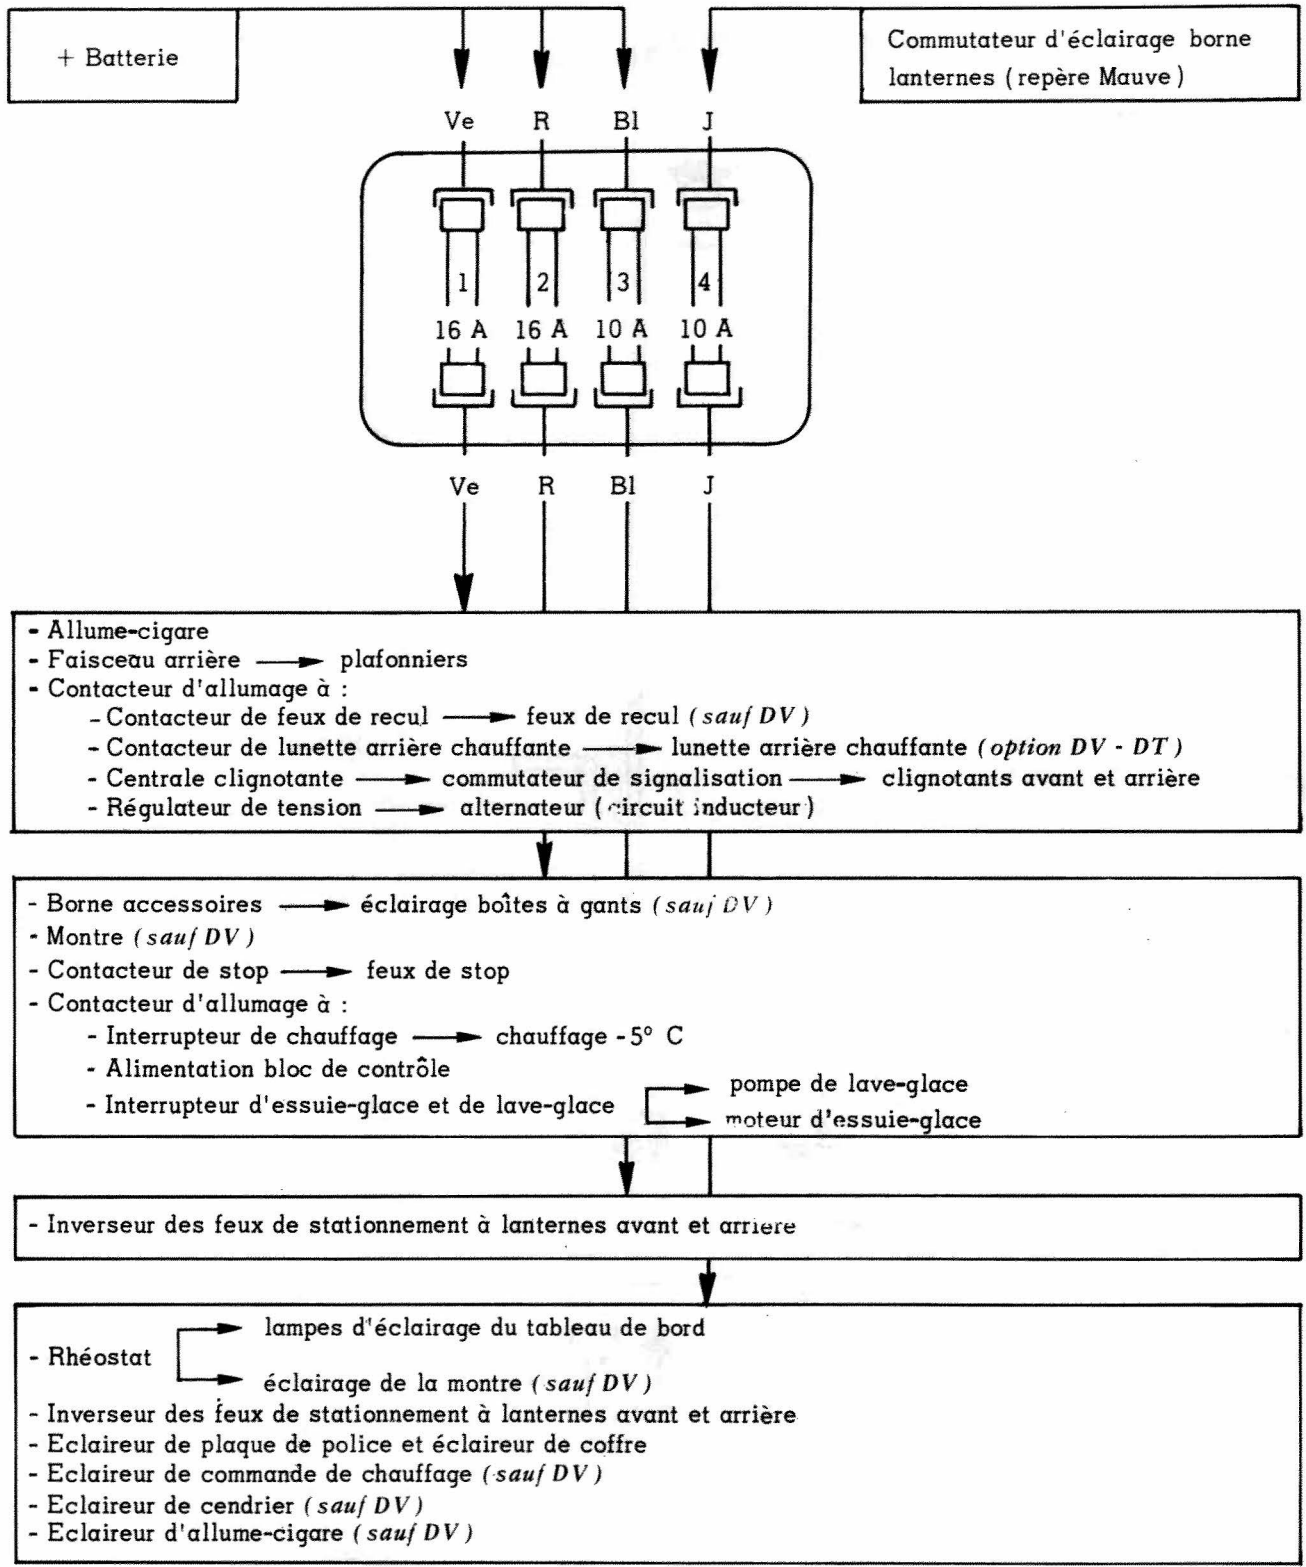 + Batterie
Commutateur d'éclairage borne
lanternes ( repère Mauve )
Ve R Bl J
1 2 3 4
16 A 16 A 10 A 10 A
Ve R Bl J
- Allume-cigare
- Faisceau arrière → plafonniers
- Contacteur d'allumage à :
- Contacteur de feux de recul → feux de recul ( sauf DV )
- Contacteur de lunette arrière chauffante → lunette arrière chauffante ( option DV - DT )
- Centrale clignotante → commutateur de signalisation → clignotants avant et arrière
- Régulateur de tension → alternateur ( circuit inducteur )
- Borne accessoires → éclairage boîtes à gants ( sauf DV )
- Montre ( sauf DV )
- Contacteur de stop → feux de stop
- Contacteur d'allumage à :
- Interrupteur de chauffage → chauffage -5° C
- Alimentation bloc de contrôle
pompe de lave-glace
- Interrupteur d'essuie-glace et de lave-glace
moteur d'essuie-glace
- Inverseur des feux de stationnement à lanternes avant et arrière
lampes d'éclairage du tableau de bord
- Rhéostat
éclairage de la montre ( sauf DV )
- Inverseur des feux de stationnement à lanternes avant et arrière
- Eclaireur de plaque de police et éclaireur de coffre
- Eclaireur de commande de chauffage ( sauf DV )
- Eclaireur de cendrier ( sauf DV )
- Eclaireur d'allume-cigare ( sauf DV )